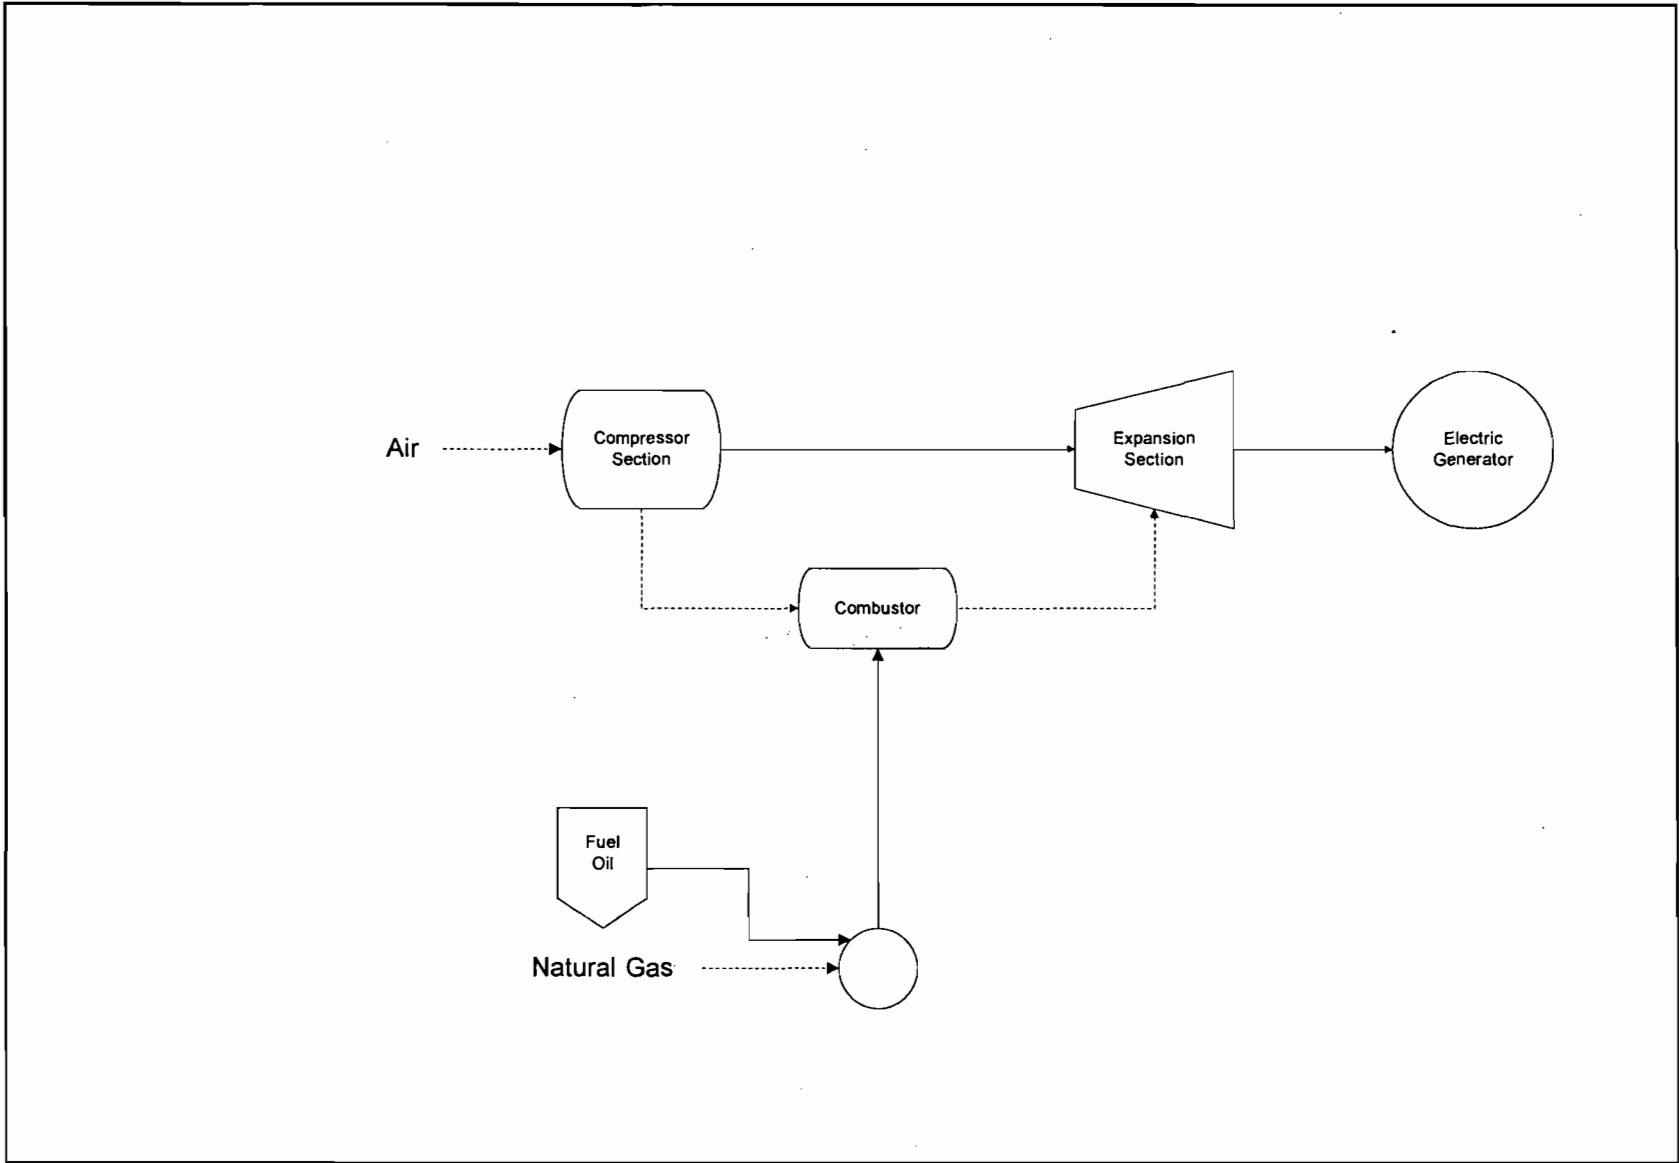 Air
Compressor
Section
Expansion
Section
Electric
Generator
Combustor
Fuel
Oil
Natural Gas